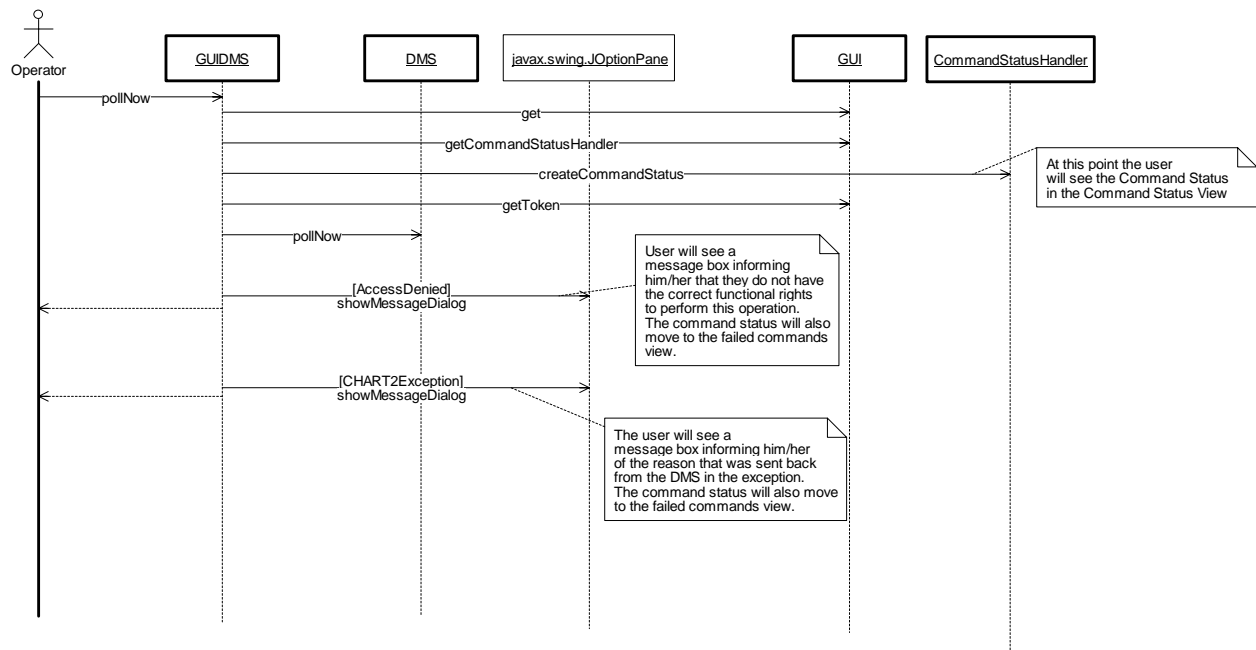 Operator
GUIDMS
DMS
javax.swing.JOptionPane
GUI
CommandStatusHandler
pollNow
get
getCommandStatusHandler
createCommandStatus
At this point the user
will see the Command Status
in the Command Status View
getToken
pollNow
User will see a
message box informing
him/her that they do not have
the correct functional rights
to perform this operation.
The command status will also
move to the failed commands
view.
[AccessDenied]
showMessageDialog
[CHART2Exception]
showMessageDialog
The user will see a
message box informing him/her
of the reason that was sent back
from the DMS in the exception.
The command status will also move
to the failed commands view.